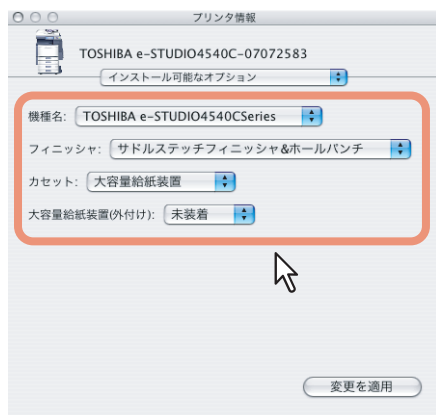 プリンタ情報
TOSHIBA e-STUDIO4540C-07072583
インストール可能なオプション
機種名: TOSHIBA e-STUDIO4540CSeries
フィニッシャ: サドルステッチフィニッシャ&ホールパンチ
カセット: 大容量給紙装置
大容量給紙装置(外付け): 未装着
変更を適用